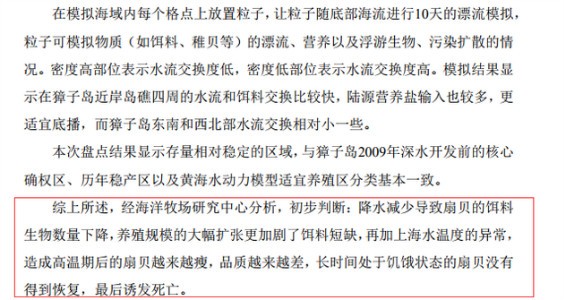 在模拟海域内每个格点上放置粒子，让粒子随底部海流进行10天的漂流模拟，
粒子可模拟物质（如饵料、稚贝等）的漂流、营养以及浮游生物、污染扩散的情
况。密度高部位表示水流交换度低，密度低部位表示水流交换度高。模拟结果显
示在獐子岛近岸岛礁四周的水流和饵料交换比较快，陆源营养盐输入也较多，更
适宜底播，而獐子岛东南和西北部水流交换相对小一些。
本次盘点结果显示存量相对稳定的区域，与獐子岛2009年深水开发前的核心
确权区、历年稳产区以及黄海水动力模型适宜养殖区分类基本一致。
综上所述，经海洋牧场研究中心分析，初步判断：降水减少导致扇贝的饵料
生物数量下降，养殖规模的大幅扩张更加剧了饵料短缺，再加上海水温度的异常，
造成高温期后的扇贝越来越瘦，品质越来越差，长时间处于饥饿状态的扇贝没有
得到恢复，最后诱发死亡。